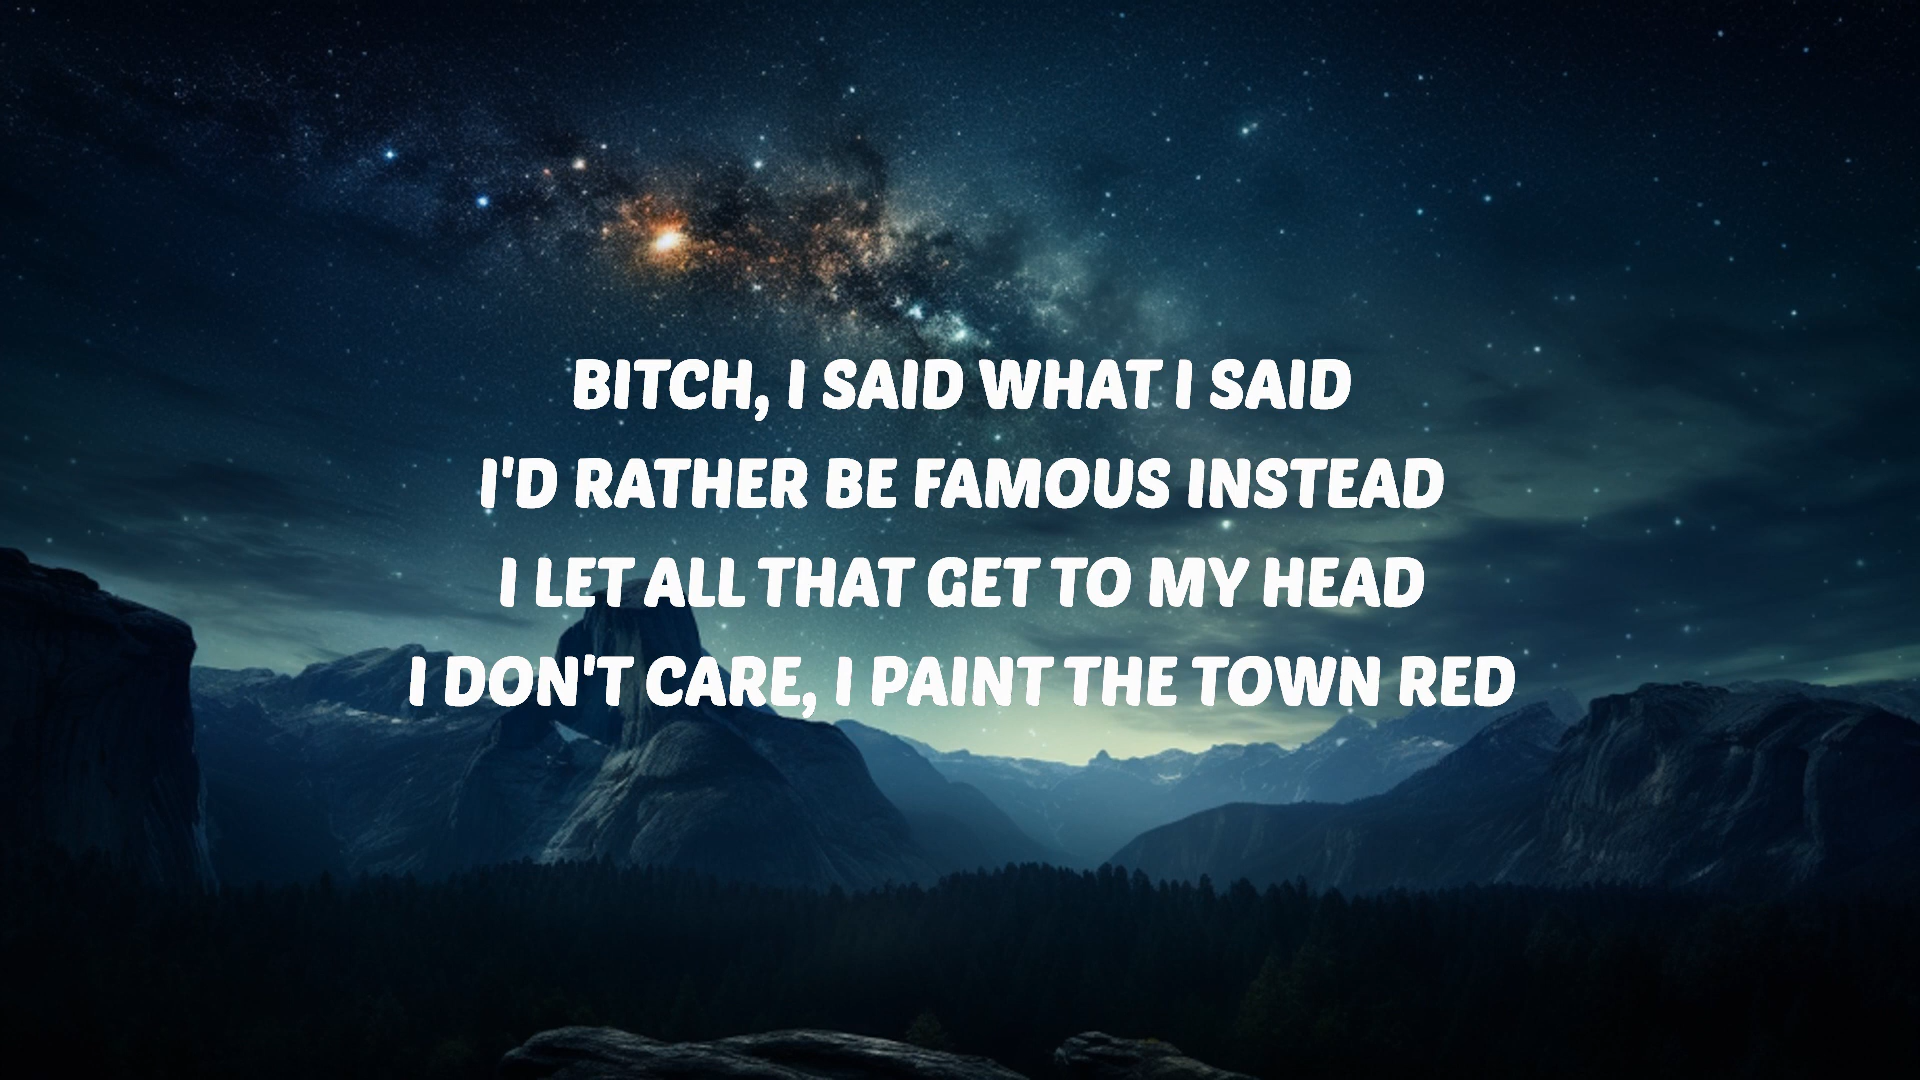 BITCH, I SAID WHAT I SAID
I'D RATHER BE FAMOUS INSTEAD
I LET ALL THAT GET TO MY HEAD
I DON'T CARE, I PAINT THE TOWN RED